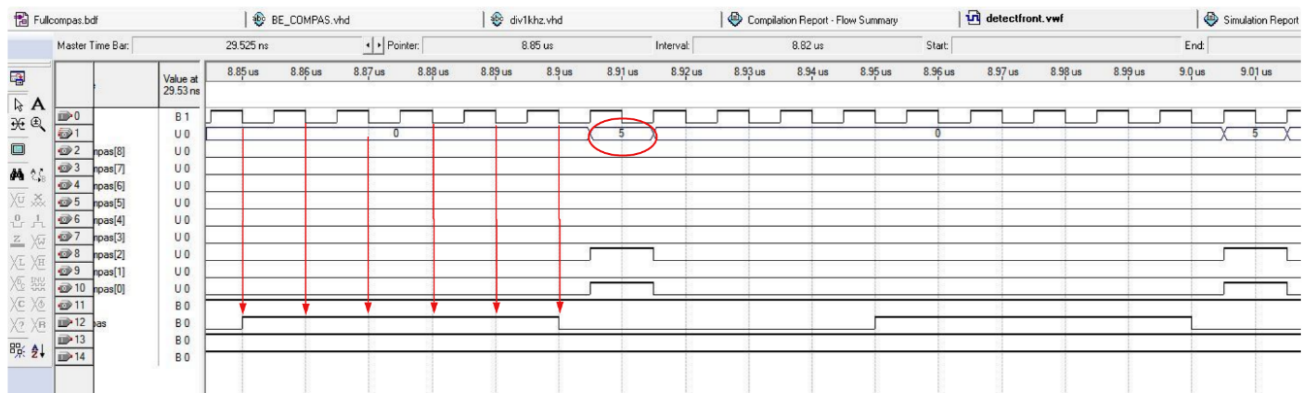 Fullcompas.bdf BE_COMPAS.vhd div1khz.vhd Compilation Report - Flow Summary detectfront.vwf Simulation Report
Master Time Bar: 29.525 ns Pointer: 8.85 us Interval: 8.82 us Start: End:
Value at 29.53 ns
8.85 us 8.86 us 8.87 us 8.88 us 8.89 us 8.9 us 8.91 us 8.92 us 8.93 us 8.94 us 8.95 us 8.96 us 8.97 us 8.98 us 8.99 us 9.0 us 9.01 us
0 B 1
1 U 0 0 5 0 5
2 npas[8] U 0
3 npas[7] U 0
4 npas[6] U 0
5 npas[5] U 0
6 npas[4] U 0
7 npas[3] U 0
8 npas[2] U 0
9 npas[1] U 0
10 npas[0] U 0
11 B 0
12 as B 0
13 B 0
14 B 0